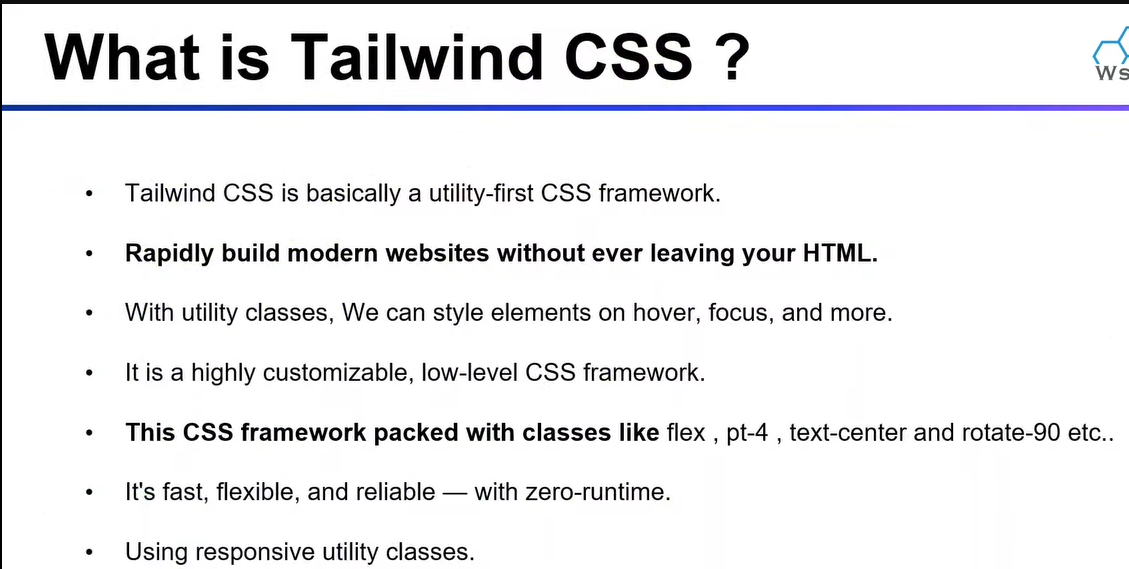 What is Tailwind CSS ?
Ws
• Tailwind CSS is basically a utility-first CSS framework.
• Rapidly build modern websites without ever leaving your HTML.
• With utility classes, We can style elements on hover, focus, and more.
• It is a highly customizable, low-level CSS framework.
• This CSS framework packed with classes like flex , pt-4 , text-center and rotate-90 etc..
• It's fast, flexible, and reliable — with zero-runtime.
• Using responsive utility classes.